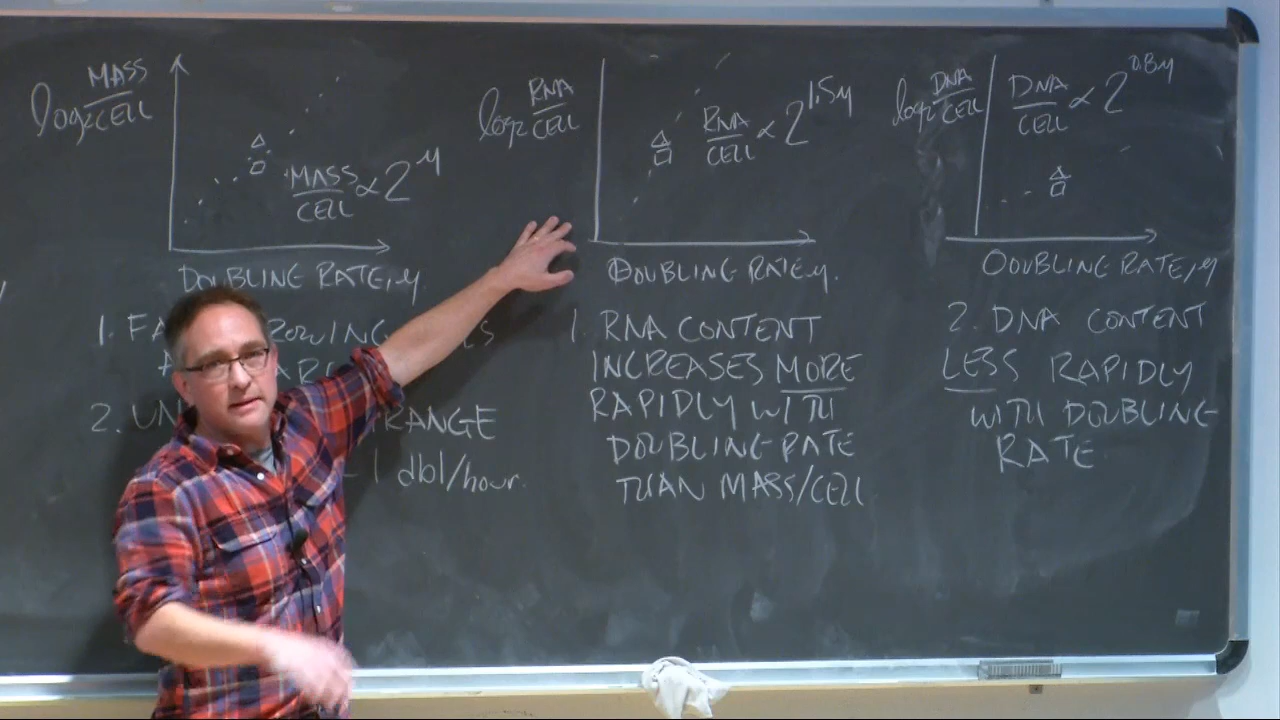 log₂ MASS/CELL
MASS/CELL ∝ 2^μ
DOUBLING RATE, μ.
1. FA ROWING S
A AR
2. UN RANGE
- 1 dbl/hour.
log₂ RNA/CELL
RNA/CELL ∝ 2^1.5μ
DOUBLING RATE, μ.
1. RNA CONTENT
INCREASES MORE
RAPIDLY WITH
DOUBLING RATE
THAN MASS/CELL
log₂ DNA/CELL
DNA/CELL ∝ 2^0.8μ
DOUBLING RATE, μ
2. DNA CONTENT
LESS RAPIDLY
WITH DOUBLING
RATE